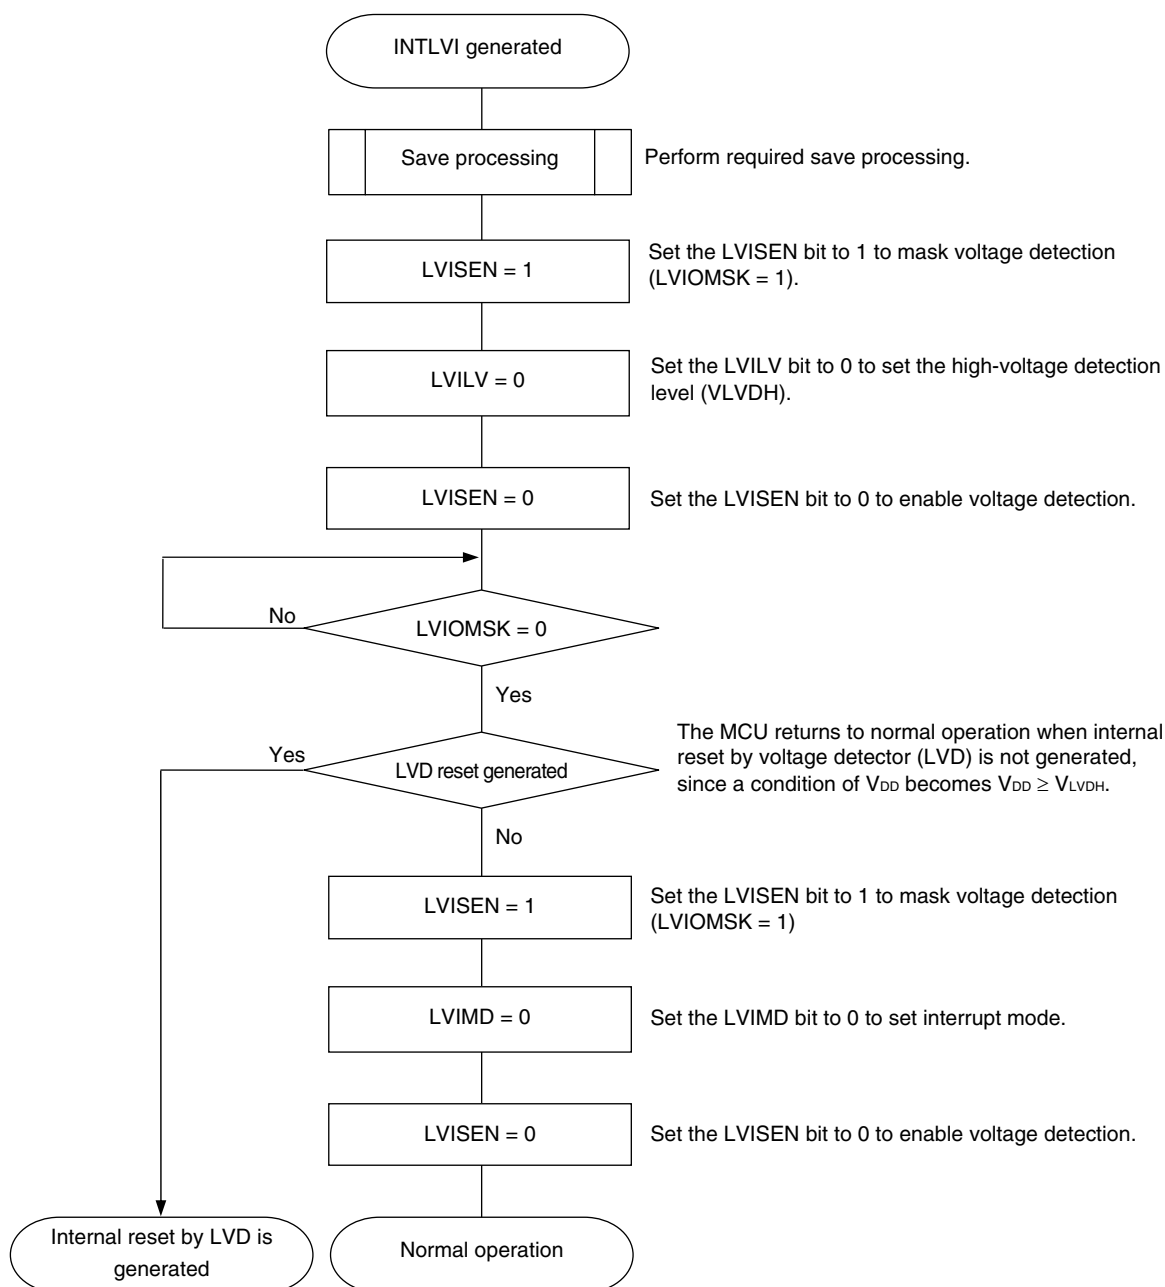 INTLVI generated
Save processing
Perform required save processing.
LVISEN = 1
Set the LVISEN bit to 1 to mask voltage detection
(LVIOMSK = 1).
LVILV = 0
Set the LVILV bit to 0 to set the high-voltage detection
level (VLVDH).
LVISEN = 0
Set the LVISEN bit to 0 to enable voltage detection.
No
LVIOMSK = 0
Yes
The MCU returns to normal operation when internal
reset by voltage detector (LVD) is not generated,
since a condition of VDD becomes VDD ≥ VLVDH.
Yes
LVD reset generated
No
LVISEN = 1
Set the LVISEN bit to 1 to mask voltage detection
(LVIOMSK = 1)
LVIMD = 0
Set the LVIMD bit to 0 to set interrupt mode.
LVISEN = 0
Set the LVISEN bit to 0 to enable voltage detection.
Internal reset by LVD is
generated
Normal operation